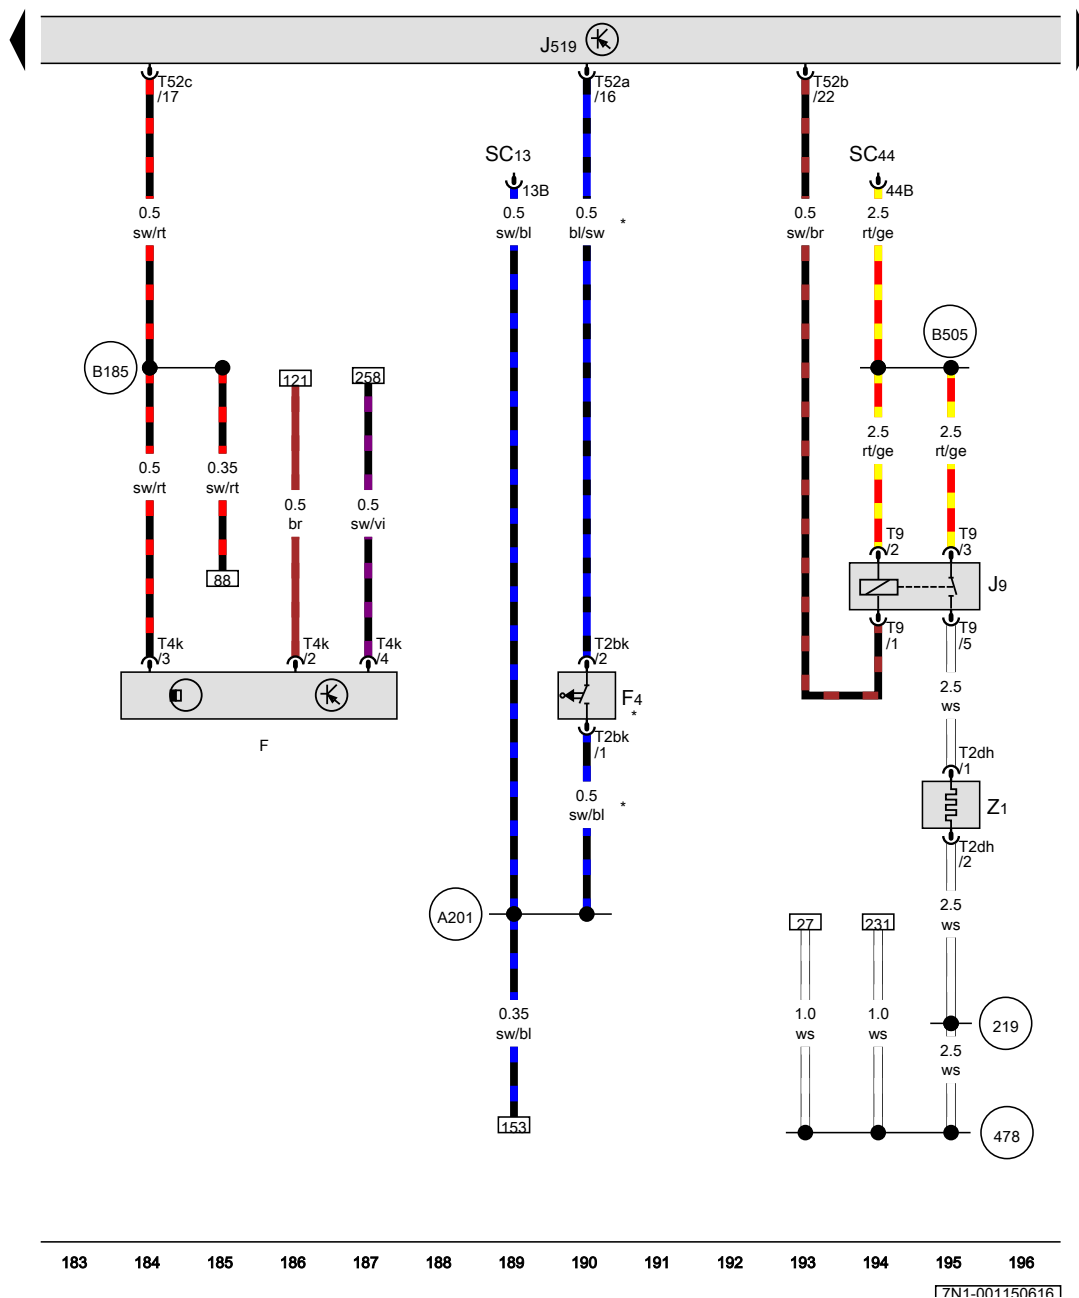 J519
T52c
/17
T52a
/16
T52b
/22
SC13
13B
SC44
44B
0.5
sw/rt
0.5
sw/bl
0.5
bl/sw
*
0.5
sw/br
2.5
rt/ge
B185
B505
121
258
0.5
sw/rt
0.35
sw/rt
0.5
br
0.5
sw/vi
2.5
rt/ge
2.5
rt/ge
88
T9
/2
T9
/3
J9
T9
/1
T9
/5
T4k
/3
T4k
/2
T4k
/4
T2bk
/2
F
F4
*
T2bk
/1
2.5
ws
T2dh
/1
Z1
T2dh
/2
0.5
sw/bl
*
A201
27
231
2.5
ws
0.35
sw/bl
1.0
ws
1.0
ws
219
2.5
ws
153
478
183 184 185 186 187 188 189 190 191 192 193 194 195 196
7N1-001150616